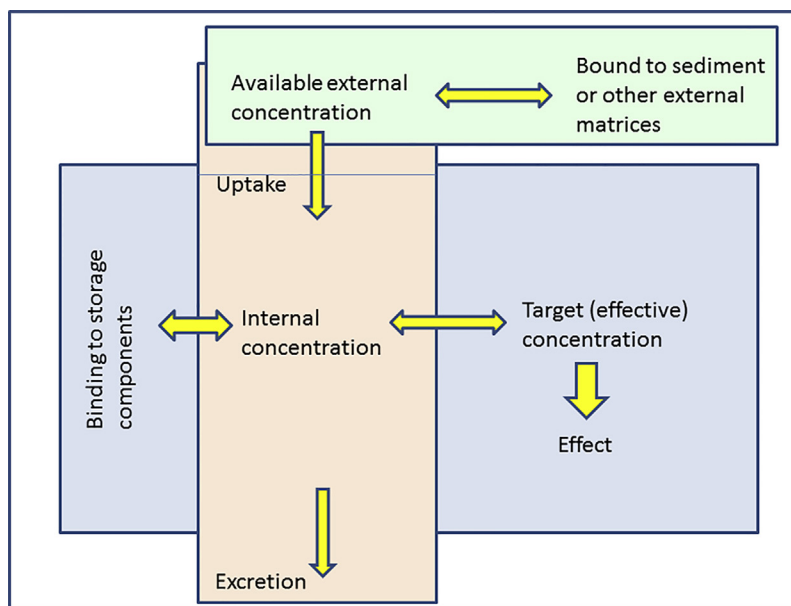 Available external
concentration
Bound to sediment
or other external
matrices
Uptake
Binding to storage
components
Internal
concentration
Target (effective)
concentration
Effect
Excretion